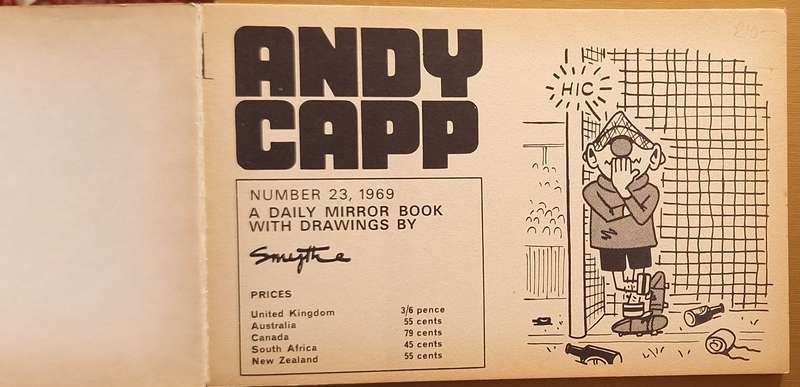 ANDY
CAPP
£10-
HIC
NUMBER 23, 1969
A DAILY MIRROR BOOK
WITH DRAWINGS BY
Smythe
PRICES
United Kingdom 3/6 pence
Australia 55 cents
Canada 79 cents
South Africa 45 cents
New Zealand 55 cents